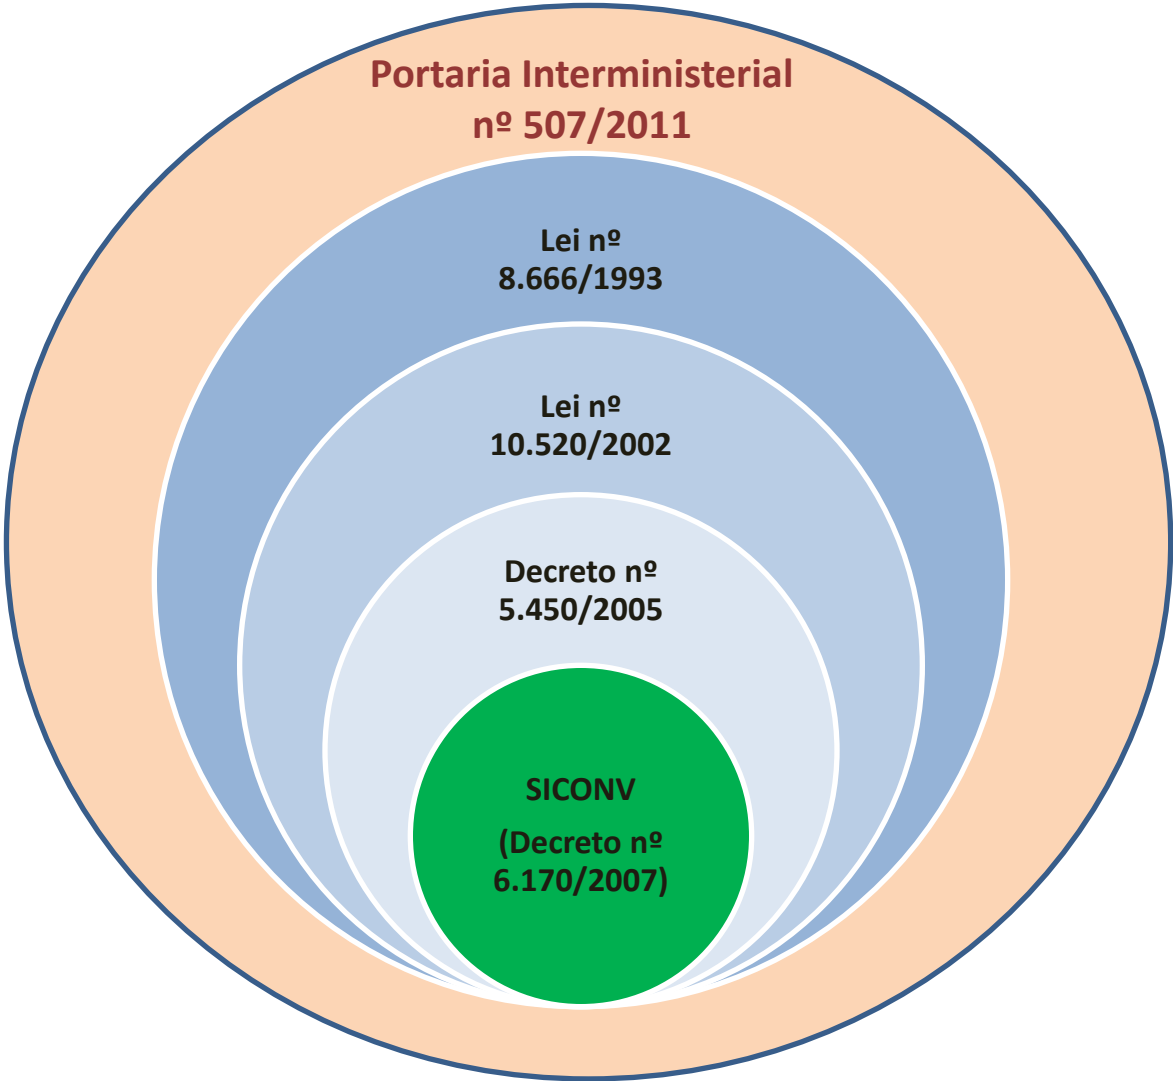 Portaria Interministerial
nº 507/2011
Lei nº
8.666/1993
Lei nº
10.520/2002
Decreto nº
5.450/2005
SICONV
(Decreto nº
6.170/2007)